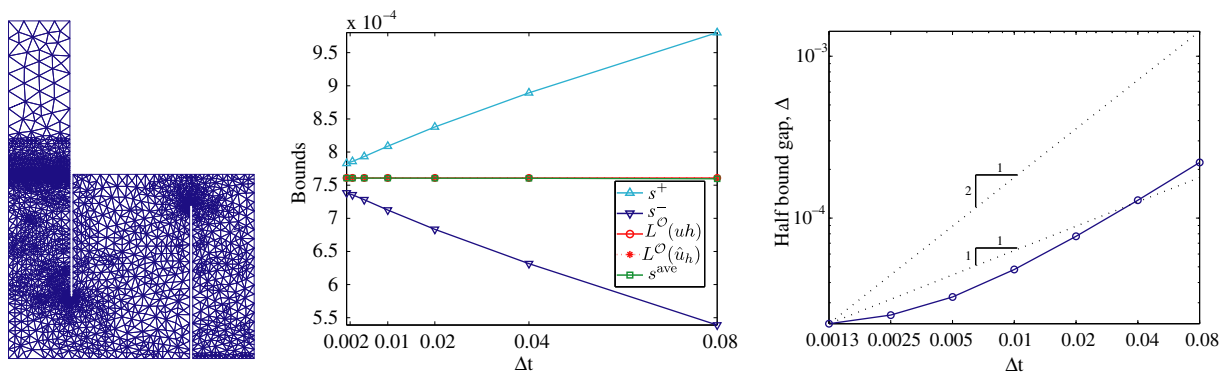 x 10⁻⁴
9.5
9
8.5
8
7.5
7
6.5
6
5.5
Bounds
0.002 0.01 0.02 0.04 0.08
Δt
s⁺
s⁻
L^𝒪(uh)
L^𝒪(û_h)
s^ave
10⁻³
10⁻⁴
Half bound gap, Δ
1
2
1
1
0.0013 0.0025 0.005 0.01 0.02 0.04 0.08
Δt